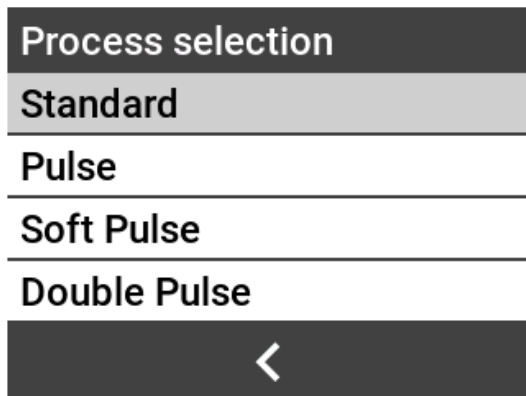 Process selection
Standard
Pulse
Soft Pulse
Double Pulse